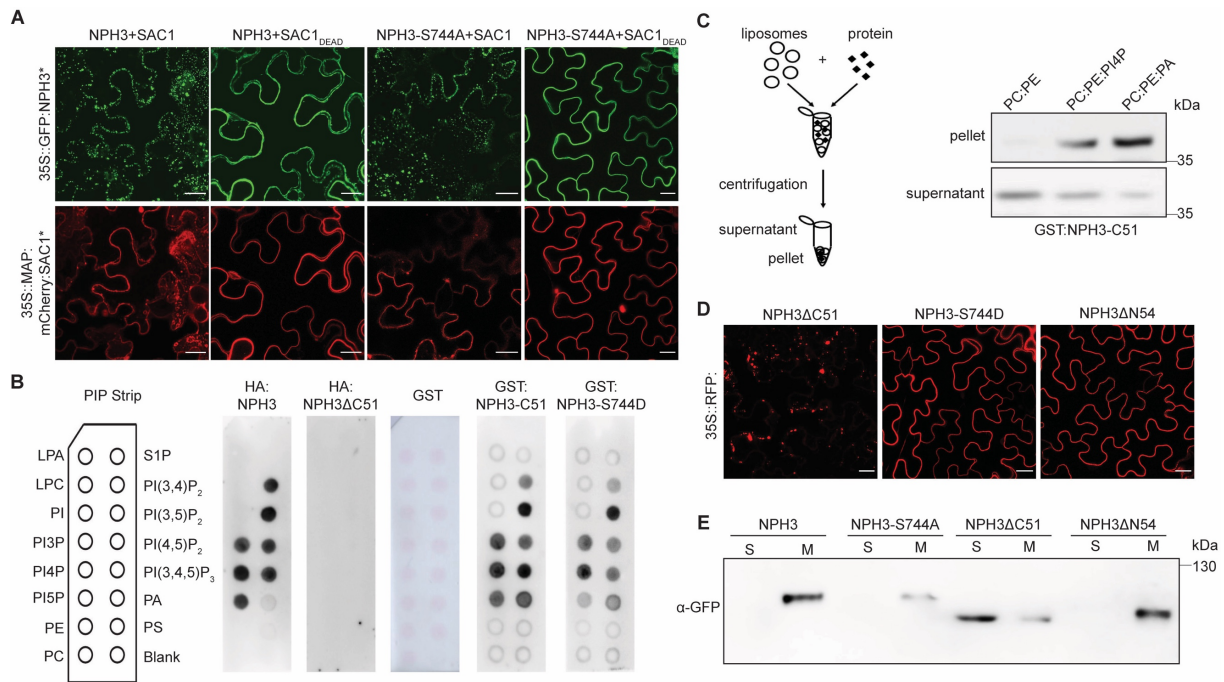 A
NPH3+SAC1
NPH3+SAC1DEAD
NPH3-S744A+SAC1
NPH3-S744A+SAC1DEAD
35S::GFP:NPH3*
35S::MAP:
mCherry:SAC1*
B
PIP Strip
HA:
NPH3
HA:
NPH3ΔC51
GST
GST:
NPH3-C51
GST:
NPH3-S744D
LPA S1P
LPC PI(3,4)P2
PI PI(3,5)P2
PI3P PI(4,5)P2
PI4P PI(3,4,5)P3
PI5P PA
PE PS
PC Blank
C
liposomes + protein
centrifugation
supernatant
pellet
PC:PE
PC:PE:PI4P
PC:PE:PA
kDa
pellet
35
supernatant
35
GST:NPH3-C51
D
NPH3ΔC51
NPH3-S744D
NPH3ΔN54
35S::RFP:
E
NPH3
NPH3-S744A
NPH3ΔC51
NPH3ΔN54
S M S M S M S M
kDa
130
α-GFP